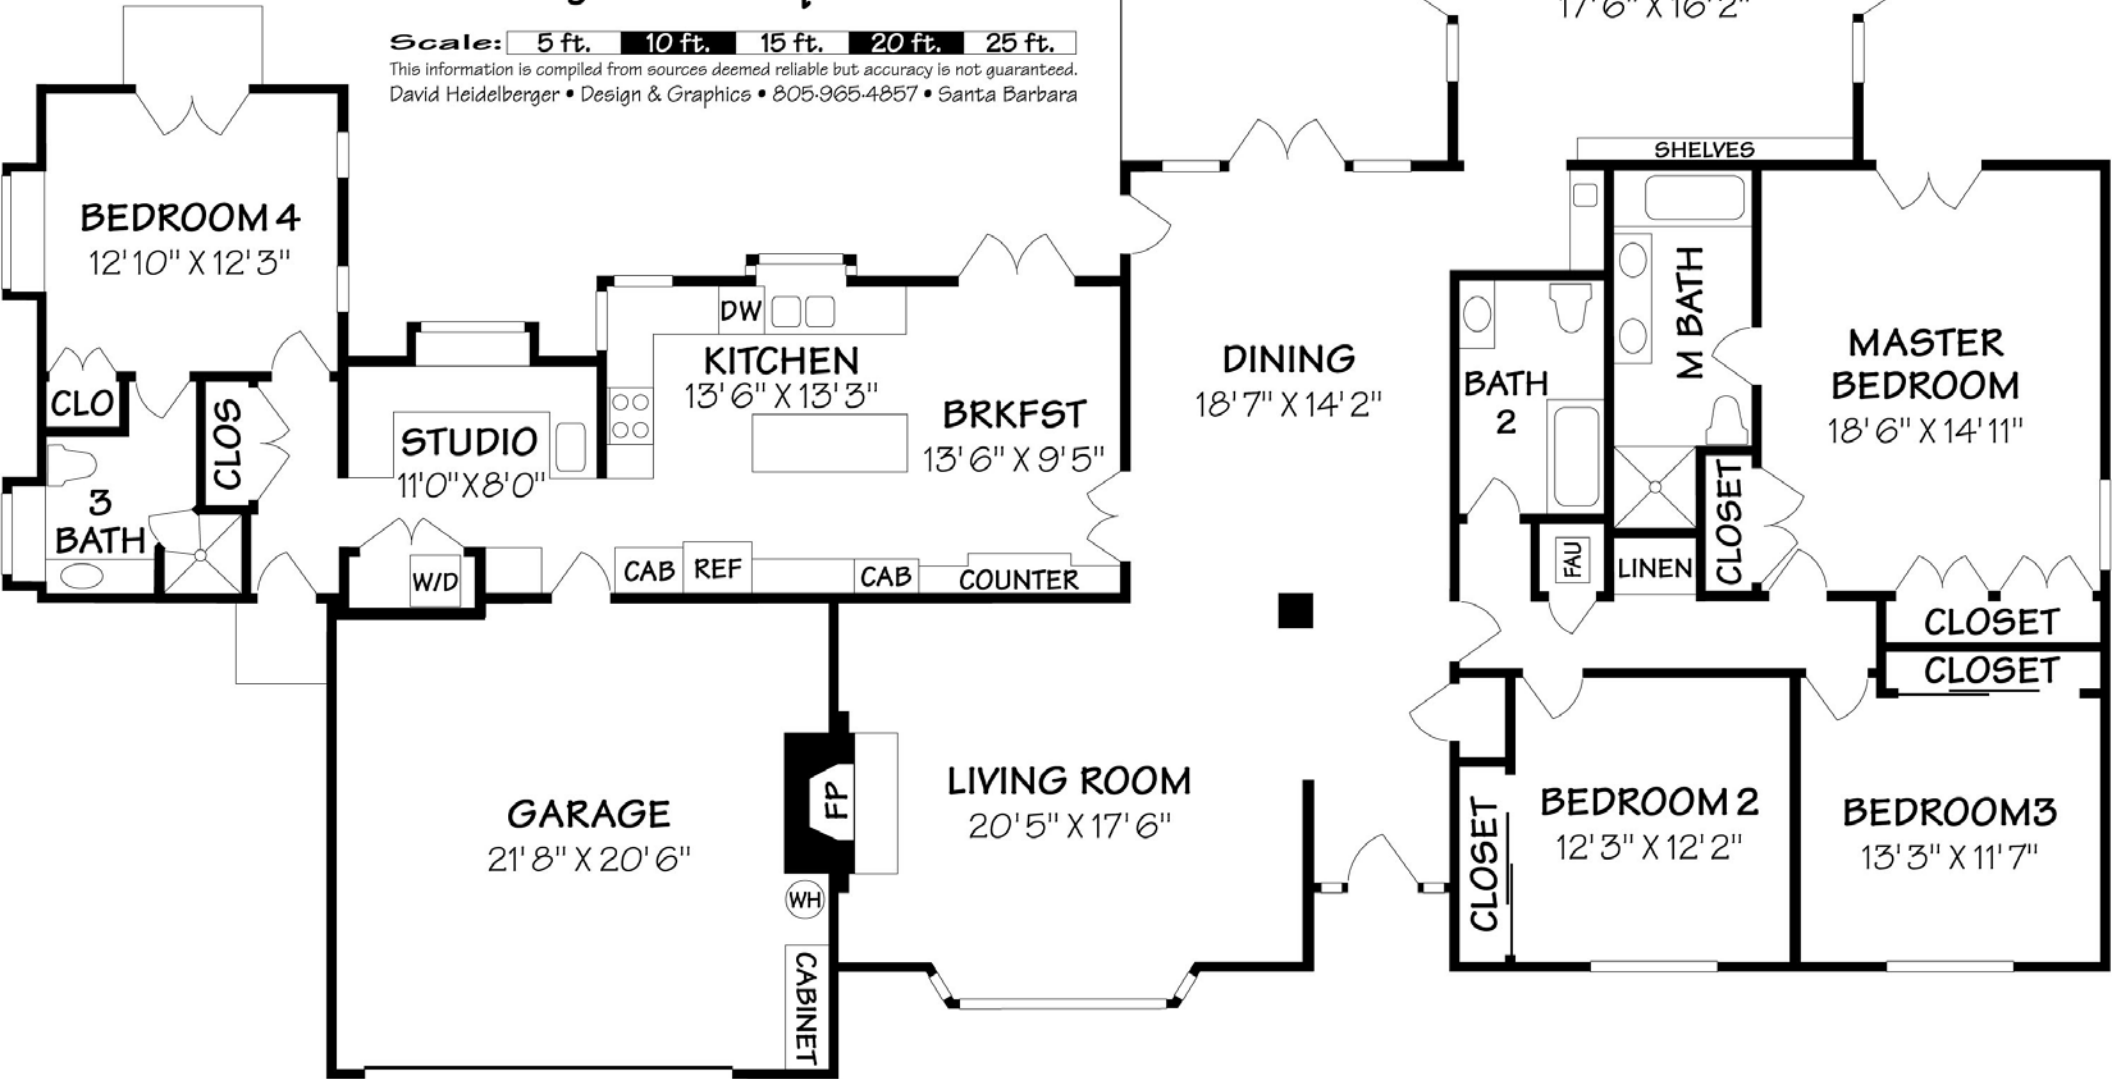 17'6" X 16'2"
Scale: 5 ft. 10 ft. 15 ft. 20 ft. 25 ft.
This information is compiled from sources deemed reliable but accuracy is not guaranteed.
David Heidelberger • Design & Graphics • 805·965·4857 • Santa Barbara
SHELVES
BEDROOM 4
12'10" X 12'3"
CLO
CLOS
3
BATH
STUDIO
11'0" X 8'0"
W/D
DW
KITCHEN
13'6" X 13'3"
BRKFST
13'6" X 9'5"
CAB
REF
CAB
COUNTER
DINING
18'7" X 14'2"
BATH
2
M BATH
MASTER
BEDROOM
18'6" X 14'11"
FAU
LINEN
CLOSET
CLOSET
CLOSET
GARAGE
21'8" X 20'6"
FP
WH
CABINET
LIVING ROOM
20'5" X 17'6"
CLOSET
BEDROOM 2
12'3" X 12'2"
BEDROOM3
13'3" X 11'7"